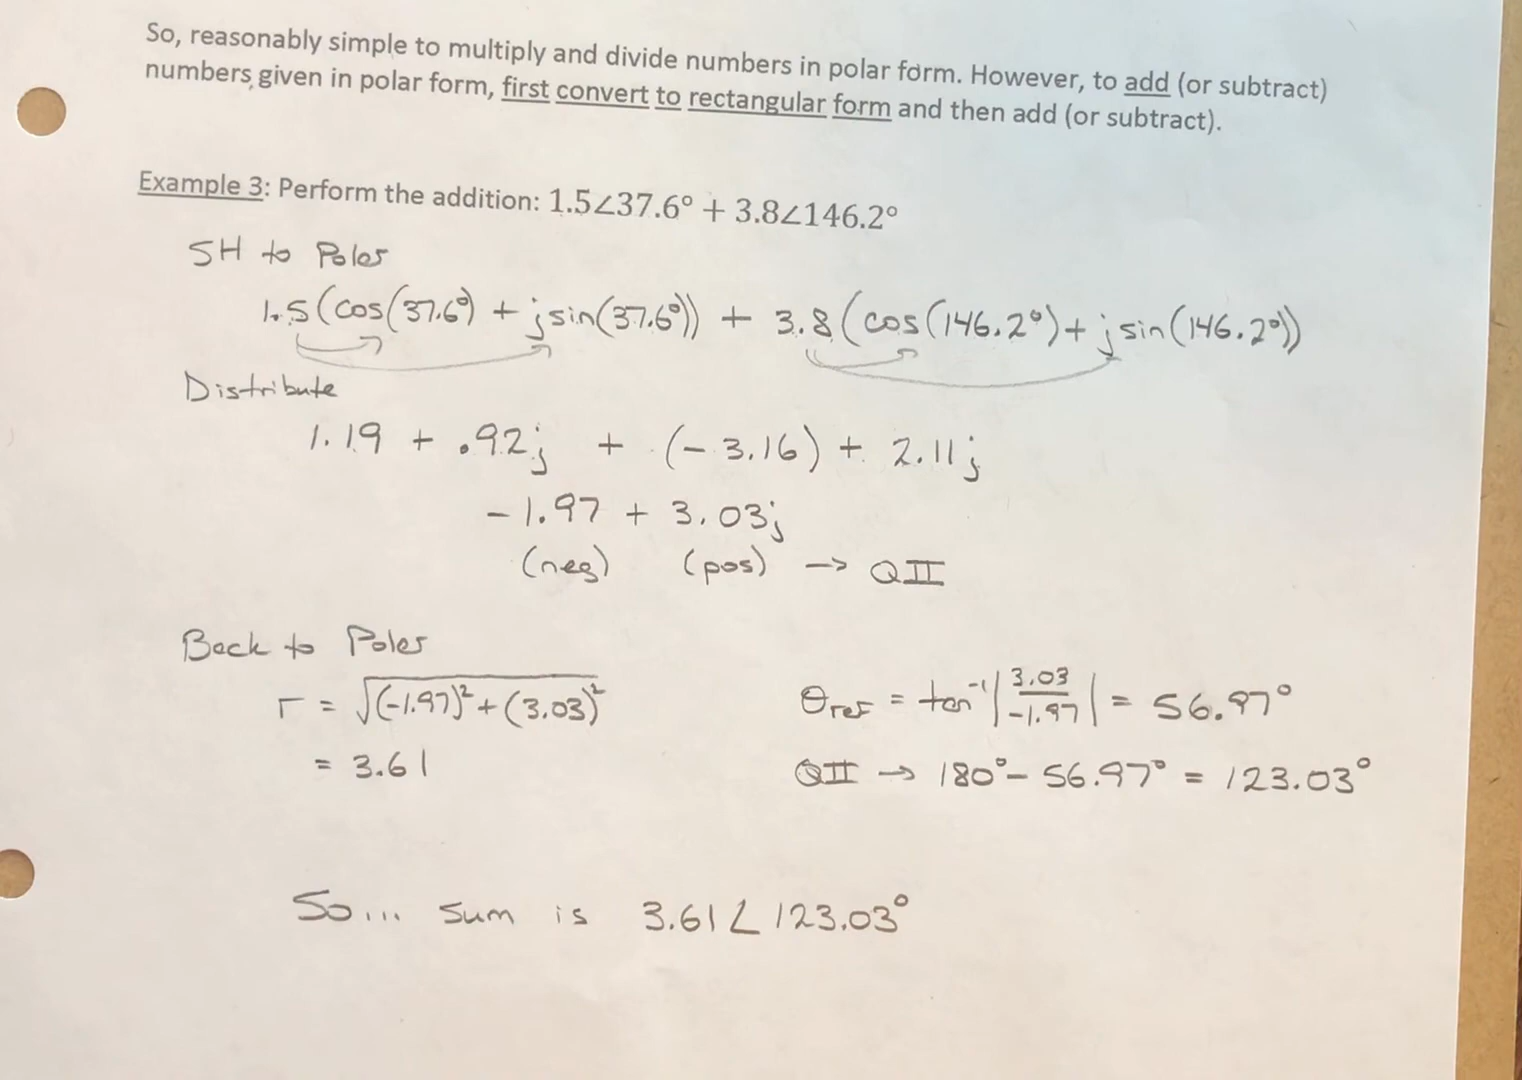 So, reasonably simple to multiply and divide numbers in polar form. However, to add (or subtract)
numbers given in polar form, first convert to rectangular form and then add (or subtract).
Example 3: Perform the addition: 1.5∠37.6° + 3.8∠146.2°
SH to Polar
1.5(cos(37.6°) + jsin(37.6°)) + 3.8(cos(146.2°) + jsin(146.2°))
Distribute
1.19 + .92j + (-3.16) + 2.11j
-1.97 + 3.03j
(neg) (pos) → QII
Back to Polar
r = √(-1.97)² + (3.03)²
= 3.61
θref = tan⁻¹|3.03/-1.97| = 56.97°
QII → 180° - 56.97° = 123.03°
So... sum is 3.61∠123.03°